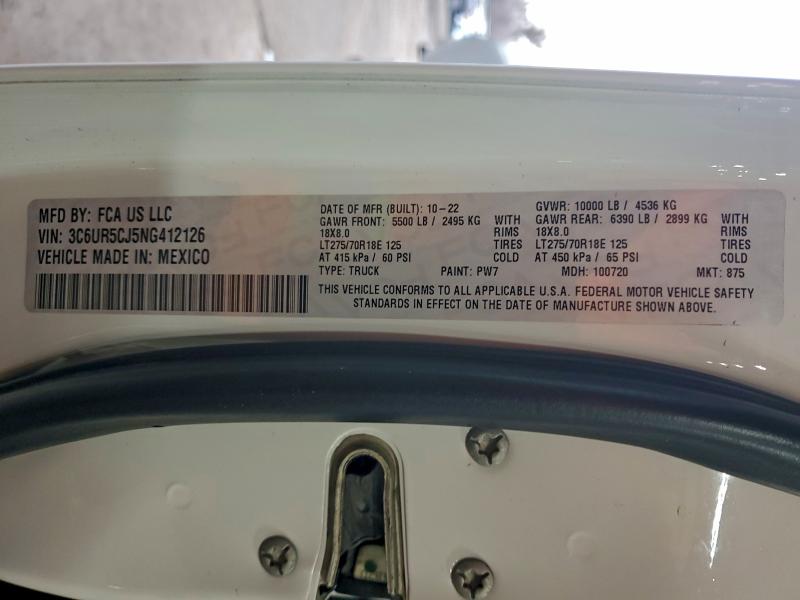 MFD BY: FCA US LLC
VIN: 3C6UR5CJ5NG412126
VEHICLE MADE IN: MEXICO
DATE OF MFR (BUILT): 10-22
GAWR FRONT: 5500 LB / 2495 KG WITH
18X8.0 RIMS
LT275/70R18E 125 TIRES
AT 415 kPa / 60 PSI COLD
TYPE: TRUCK PAINT: PW7
GVWR: 10000 LB / 4536 KG
GAWR REAR: 6390 LB / 2899 KG WITH
18X8.0 RIMS
LT275/70R18E 125 TIRES
AT 450 kPa / 65 PSI COLD
MDH: 100720 MKT: 875
THIS VEHICLE CONFORMS TO ALL APPLICABLE U.S.A. FEDERAL MOTOR VEHICLE SAFETY
STANDARDS IN EFFECT ON THE DATE OF MANUFACTURE SHOWN ABOVE.